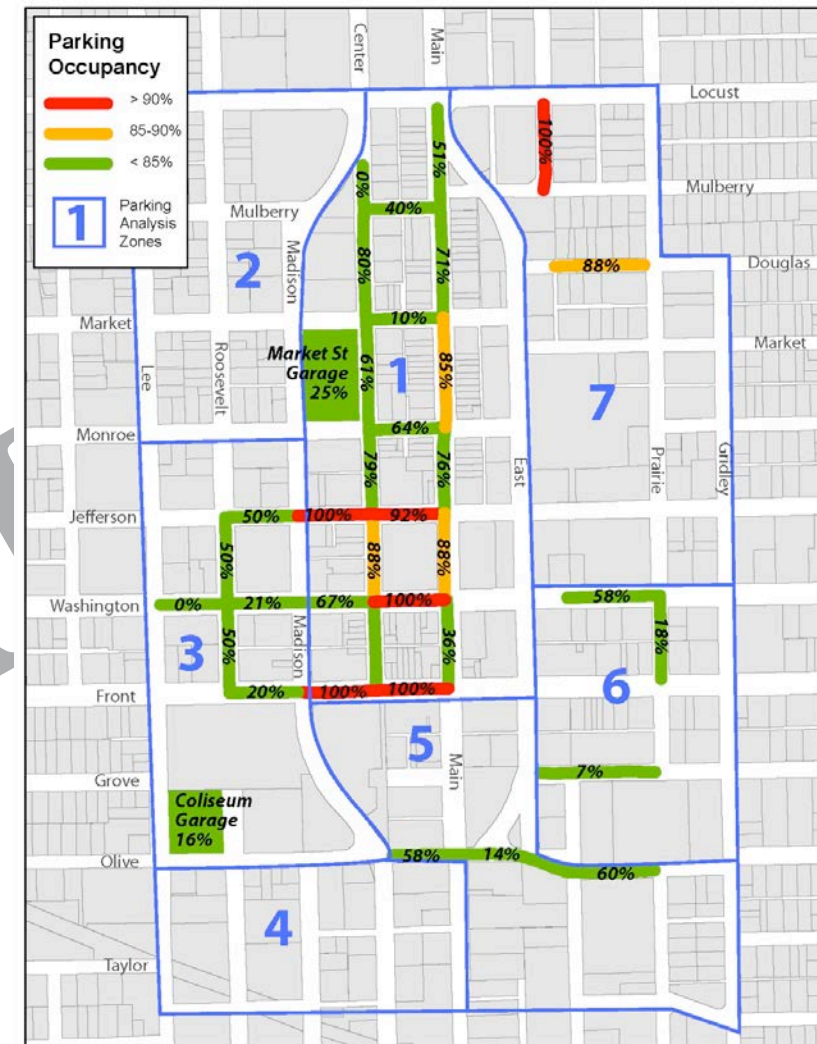 Parking
Occupancy
> 90%
85-90%
< 85%
1
Parking
Analysis
Zones
Center
Main
Locust
51%
100%
0%
Mulberry
Mulberry
40%
Madison
2
80%
71%
88%
Douglas
Market
10%
Market
Lee
Roosevelt
Market St
Garage
25%
61%
1
85%
7
Monroe
64%
79%
76%
East
Prairie
Gridley
Jefferson
50%
100%
92%
50%
88%
88%
Washington
0%
21%
67%
100%
58%
18%
3
50%
Madison
36%
6
Front
20%
100%
100%
5
Main
Grove
7%
Coliseum
Garage
16%
Olive
58%
14%
60%
4
Taylor